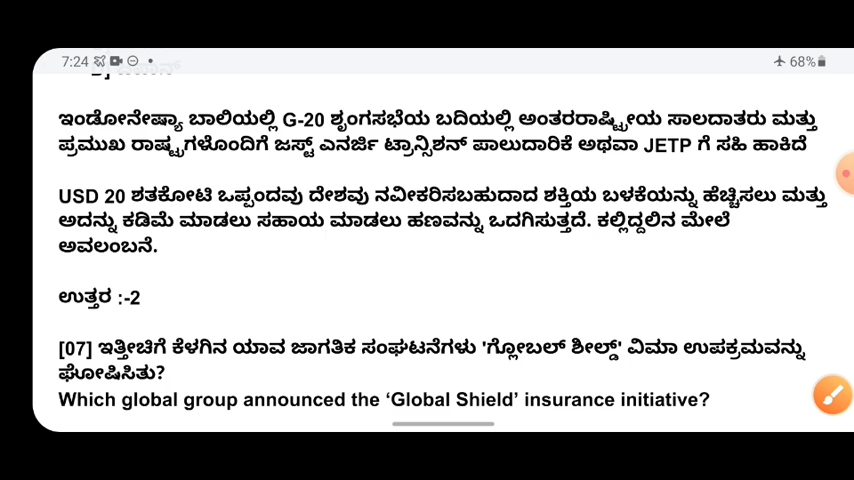 7:24
68%
ಇಂಡೋನೇಷ್ಯಾ ಬಾಲಿಯಲ್ಲಿ G-20 ಶೃಂಗಸಭೆಯ ಬದಿಯಲ್ಲಿ ಅಂತರರಾಷ್ಟ್ರೀಯ ಸಾಲದಾತರು ಮತ್ತು
ಪ್ರಮುಖ ರಾಷ್ಟ್ರಗಳೊಂದಿಗೆ ಜಸ್ಟ್ ಎನರ್ಜಿ ಟ್ರಾನ್ಸಿಶನ್ ಪಾಲುದಾರಿಕೆ ಅಥವಾ JETP ಗೆ ಸಹಿ ಹಾಕಿದೆ
USD 20 ಶತಕೋಟಿ ಒಪ್ಪಂದವು ದೇಶವು ನವೀಕರಿಸಬಹುದಾದ ಶಕ್ತಿಯ ಬಳಕೆಯನ್ನು ಹೆಚ್ಚಿಸಲು ಮತ್ತು
ಅದನ್ನು ಕಡಿಮೆ ಮಾಡಲು ಸಹಾಯ ಮಾಡಲು ಹಣವನ್ನು ಒದಗಿಸುತ್ತದೆ. ಕಲ್ಲಿದ್ದಲಿನ ಮೇಲೆ
ಅವಲಂಬನೆ.
ಉತ್ತರ :-2
[07] ಇತ್ತೀಚಿಗೆ ಕೆಳಗಿನ ಯಾವ ಜಾಗತಿಕ ಸಂಘಟನೆಗಳು 'ಗ್ಲೋಬಲ್ ಶೀಲ್ಡ್' ವಿಮಾ ಉಪಕ್ರಮವನ್ನು
ಘೋಷಿಸಿತು?
Which global group announced the ‘Global Shield’ insurance initiative?